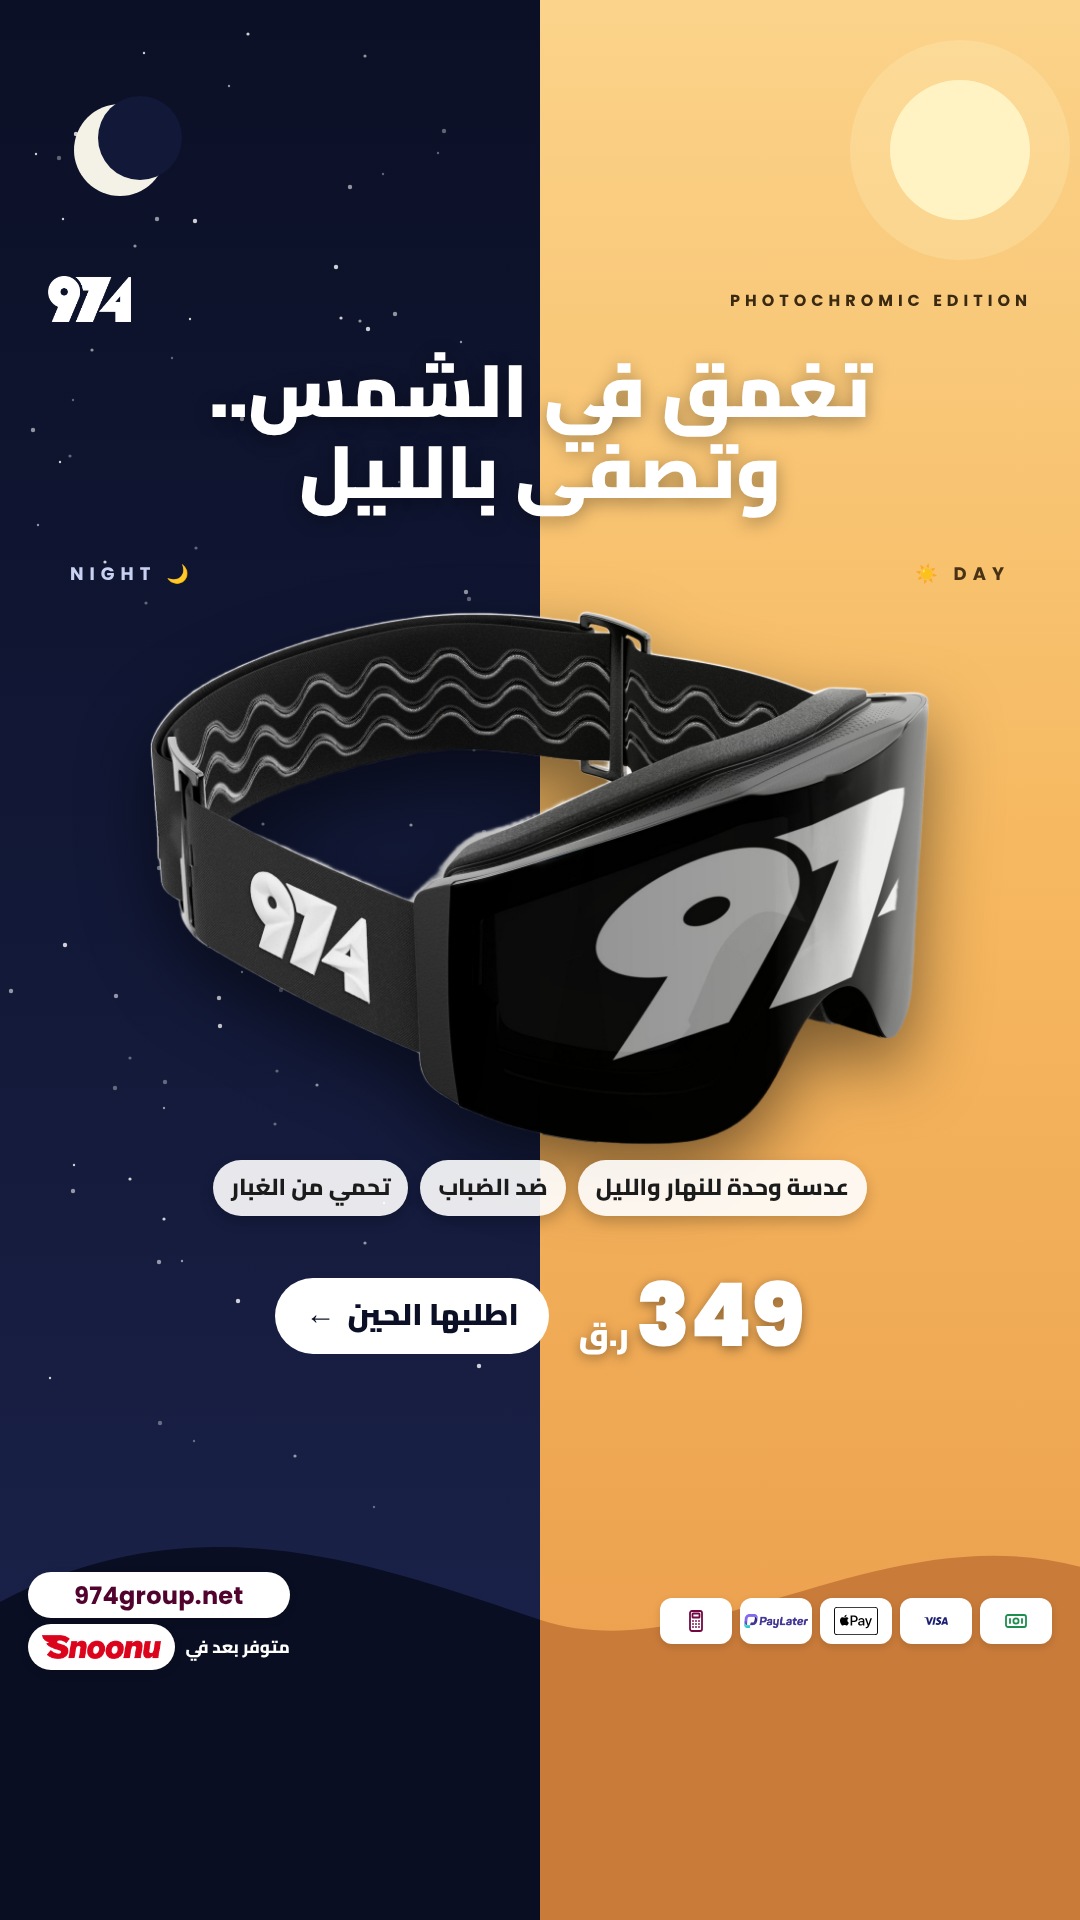 974
PHOTOCHROMIC EDITION
تغمق في الشمس..
وتصفى بالليل
NIGHT 🌙
☀️ DAY
974
97
عدسة وحدة للنهار والليل
ضد الضباب
تحمي من الغبار
349 ر.ق
اطلبها الحين ←
974group.net
متوفر بعد في Snoonu
PayLater
Pay
VISA